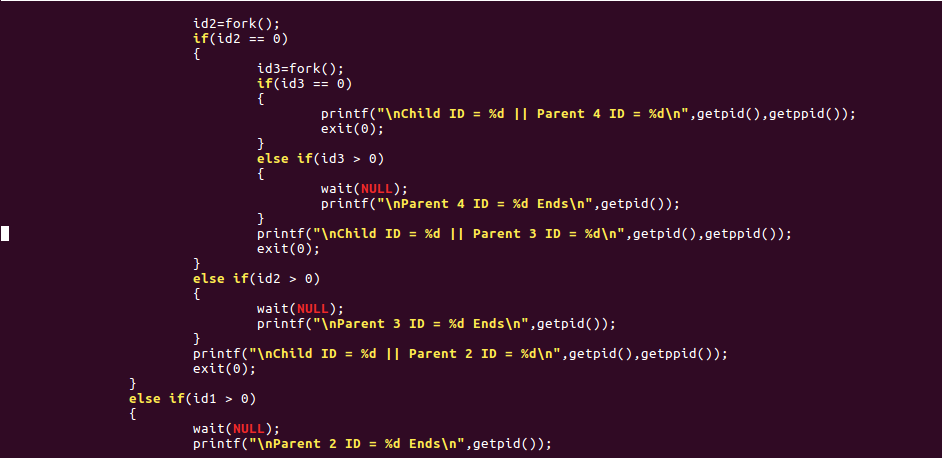 id2=fork();
if(id2 == 0)
{
id3=fork();
if(id3 == 0)
{
printf("\nChild ID = %d || Parent 4 ID = %d\n",getpid(),getppid());
exit(0);
}
else if(id3 > 0)
{
wait(NULL);
printf("\nParent 4 ID = %d Ends\n",getpid());
}
printf("\nChild ID = %d || Parent 3 ID = %d\n",getpid(),getppid());
exit(0);
}
else if(id2 > 0)
{
wait(NULL);
printf("\nParent 3 ID = %d Ends\n",getpid());
}
printf("\nChild ID = %d || Parent 2 ID = %d\n",getpid(),getppid());
exit(0);
}
else if(id1 > 0)
{
wait(NULL);
printf("\nParent 2 ID = %d Ends\n",getpid());